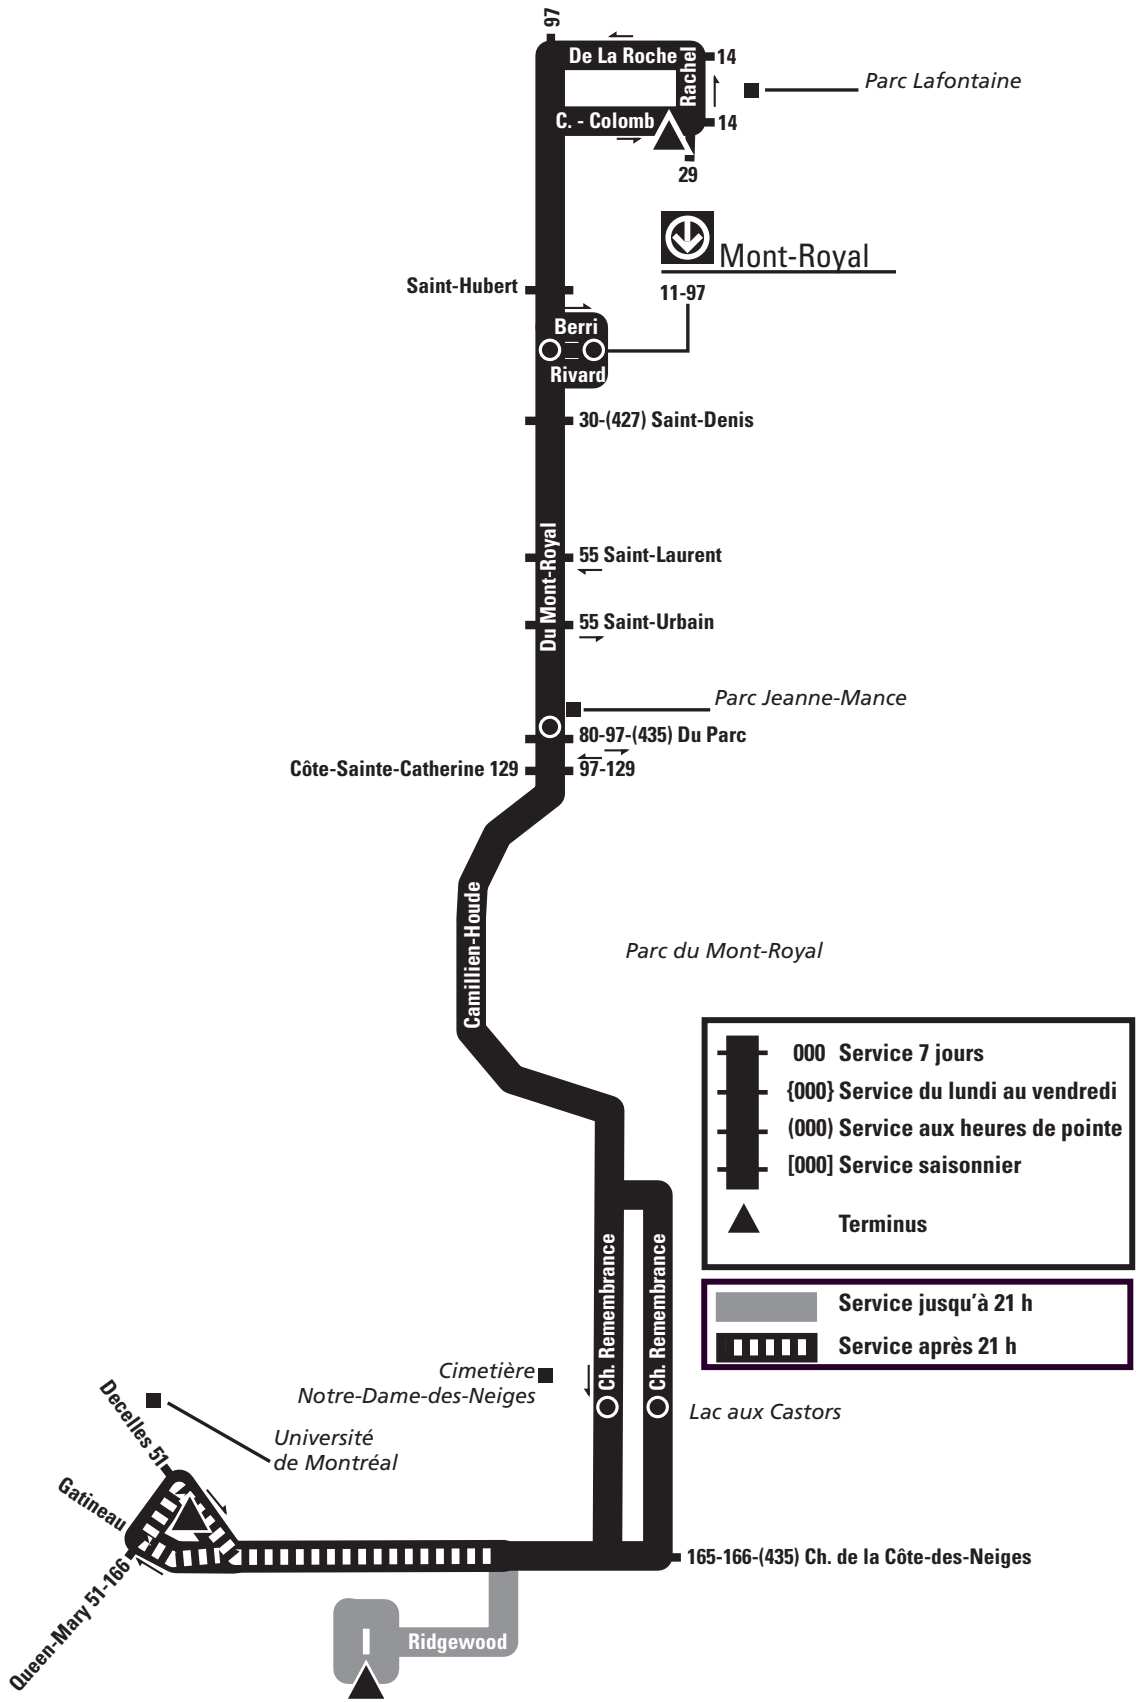 97
De La Roche
Rachel
14
Parc Lafontaine
C. - Colomb
14
29
Mont-Royal
11-97
Saint-Hubert
Berri
Rivard
30-(427) Saint-Denis
Du Mont-Royal
55 Saint-Laurent
55 Saint-Urbain
Parc Jeanne-Mance
80-97-(435) Du Parc
Côte-Sainte-Catherine 129
97-129
Camillien-Houde
Parc du Mont-Royal
000 Service 7 jours
{000} Service du lundi au vendredi
(000) Service aux heures de pointe
[000] Service saisonnier
Terminus
Service jusqu'à 21 h
Service après 21 h
Ch. Remembrance
Ch. Remembrance
Cimetière
Notre-Dame-des-Neiges
Lac aux Castors
Decelles 51
Université
de Montréal
Gatineau
Queen-Mary 51-166
165-166-(435) Ch. de la Côte-des-Neiges
Ridgewood